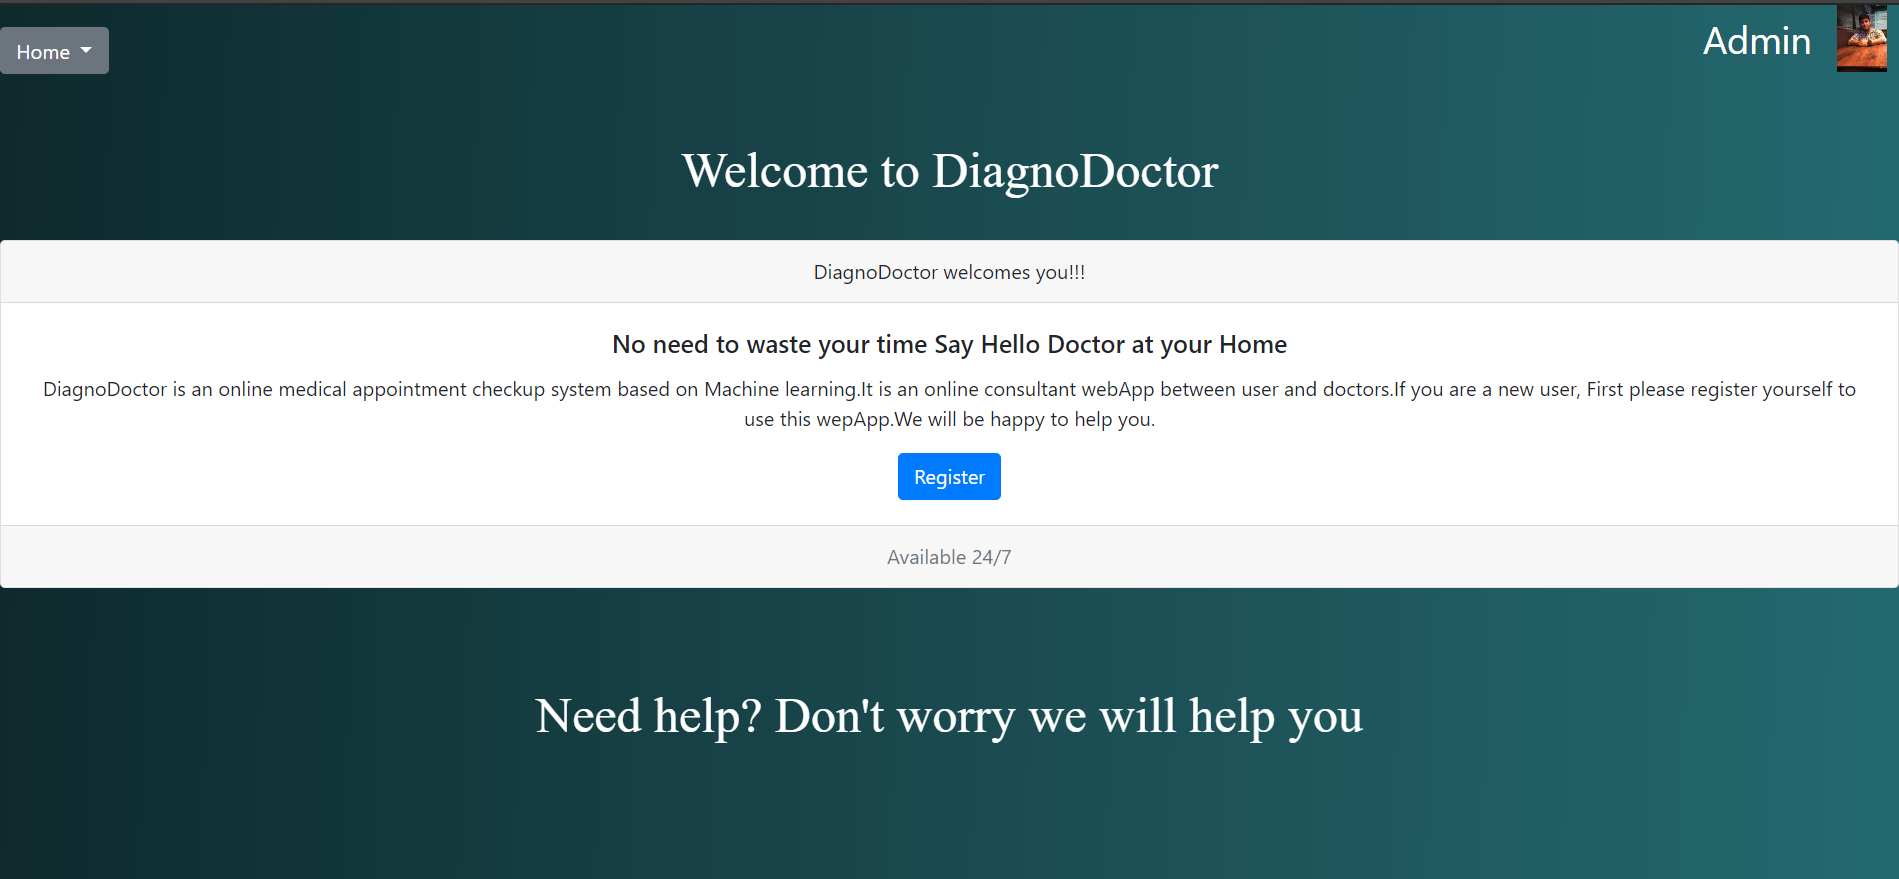 Home
Admin
Welcome to DiagnoDoctor
DiagnoDoctor welcomes you!!!
No need to waste your time Say Hello Doctor at your Home
DiagnoDoctor is an online medical appointment checkup system based on Machine learning.It is an online consultant webApp between user and doctors.If you are a new user, First please register yourself to
use this wepApp.We will be happy to help you.
Register
Available 24/7
Need help? Don't worry we will help you